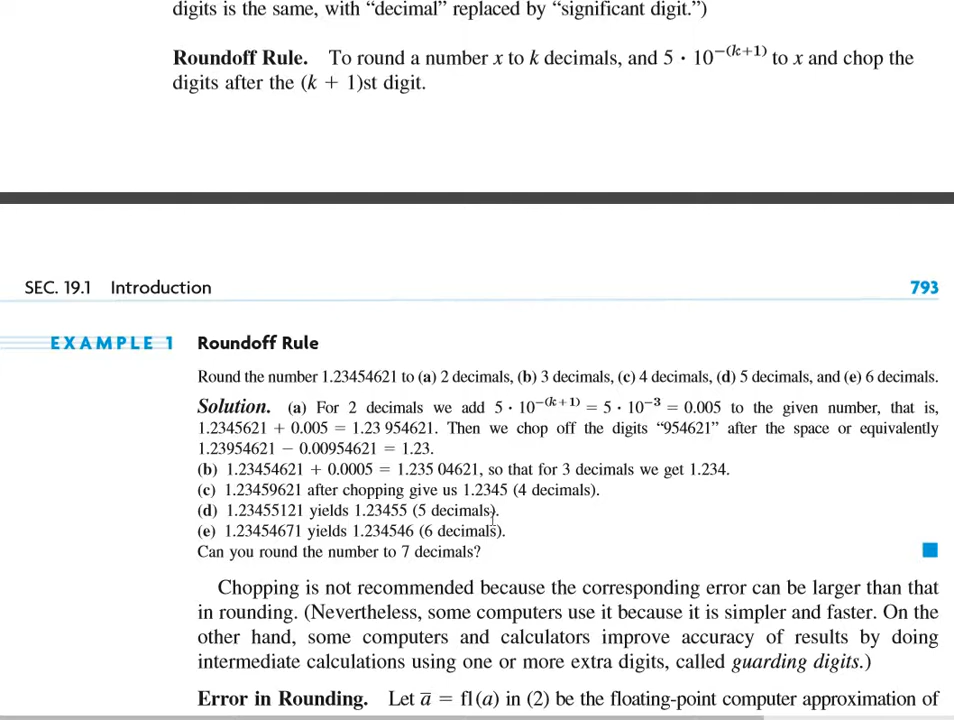 digits is the same, with “decimal” replaced by “significant digit.”)
Roundoff Rule. To round a number x to k decimals, and 5 · 10^−(k+1) to x and chop the
digits after the (k + 1)st digit.
SEC. 19.1 Introduction 793
EXAMPLE 1 Roundoff Rule
Round the number 1.23454621 to (a) 2 decimals, (b) 3 decimals, (c) 4 decimals, (d) 5 decimals, and (e) 6 decimals.
Solution. (a) For 2 decimals we add 5 · 10^−(k+1) = 5 · 10^−3 = 0.005 to the given number, that is,
1.2345621 + 0.005 = 1.23 954621. Then we chop off the digits “954621” after the space or equivalently
1.23954621 − 0.00954621 = 1.23.
(b) 1.23454621 + 0.0005 = 1.235 04621, so that for 3 decimals we get 1.234.
(c) 1.23459621 after chopping give us 1.2345 (4 decimals).
(d) 1.23455121 yields 1.23455 (5 decimals).
(e) 1.23454671 yields 1.234546 (6 decimals).
Can you round the number to 7 decimals?
Chopping is not recommended because the corresponding error can be larger than that
in rounding. (Nevertheless, some computers use it because it is simpler and faster. On the
other hand, some computers and calculators improve accuracy of results by doing
intermediate calculations using one or more extra digits, called guarding digits.)
Error in Rounding. Let a̅ = fl(a) in (2) be the floating-point computer approximation of